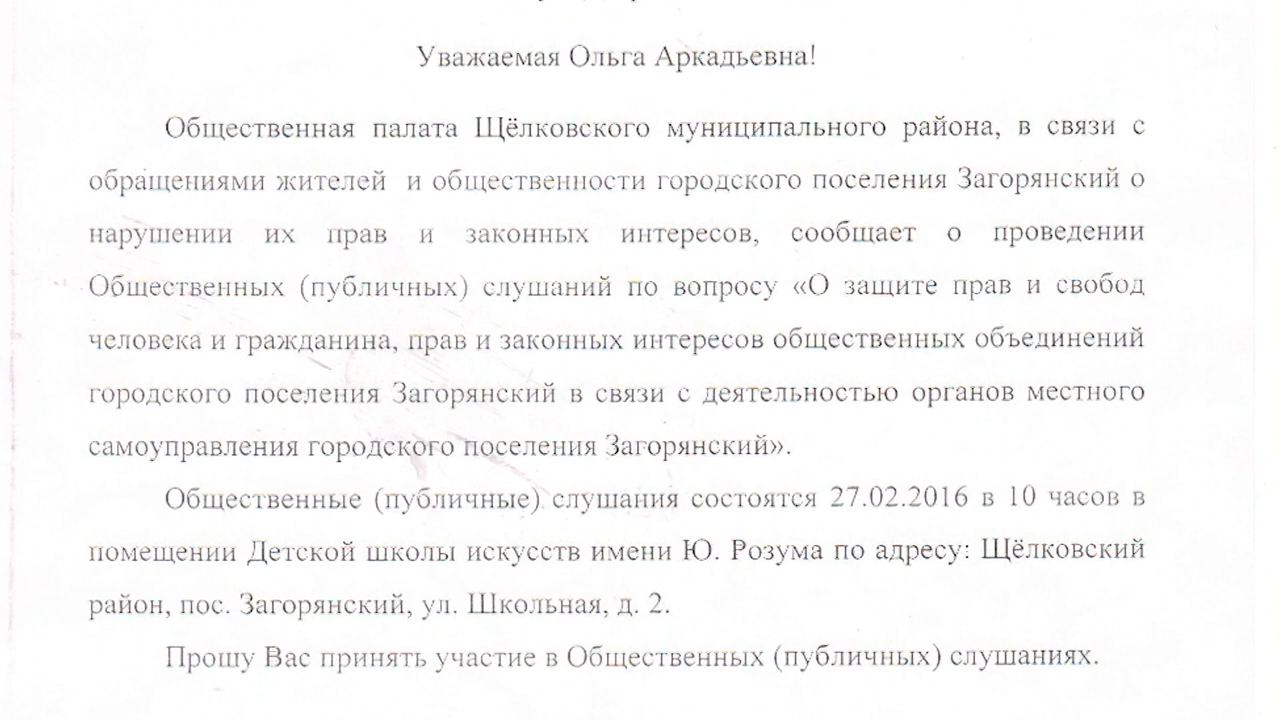 Уважаемая Ольга Аркадьевна!
Общественная палата Щёлковского муниципального района, в связи с
обращениями жителей и общественности городского поселения Загорянский о
нарушении их прав и законных интересов, сообщает о проведении
Общественных (публичных) слушаний по вопросу «О защите прав и свобод
человека и гражданина, прав и законных интересов общественных объединений
городского поселения Загорянский в связи с деятельностью органов местного
самоуправления городского поселения Загорянский».
Общественные (публичные) слушания состоятся 27.02.2016 в 10 часов в
помещении Детской школы искусств имени Ю. Розума по адресу: Щёлковский
район, пос. Загорянский, ул. Школьная, д. 2.
Прошу Вас принять участие в Общественных (публичных) слушаниях.